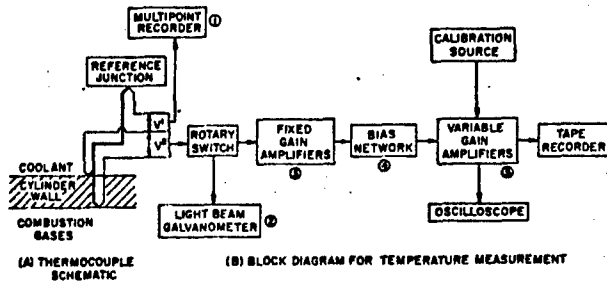 MULTIPOINT
RECORDER ①
REFERENCE
JUNCTION
V¹
V²
COOLANT
CYLINDER
WALL
COMBUSTION
GASES
(A) THERMOCOUPLE
SCHEMATIC
ROTARY
SWITCH
LIGHT BEAM
GALVANOMETER ②
FIXED
GAIN
AMPLIFIERS
③
BIAS
NETWORK
④
CALIBRATION
SOURCE
VARIABLE
GAIN
AMPLIFIERS
⑤
TAPE
RECORDER
OSCILLOSCOPE
(B) BLOCK DIAGRAM FOR TEMPERATURE MEASUREMENT